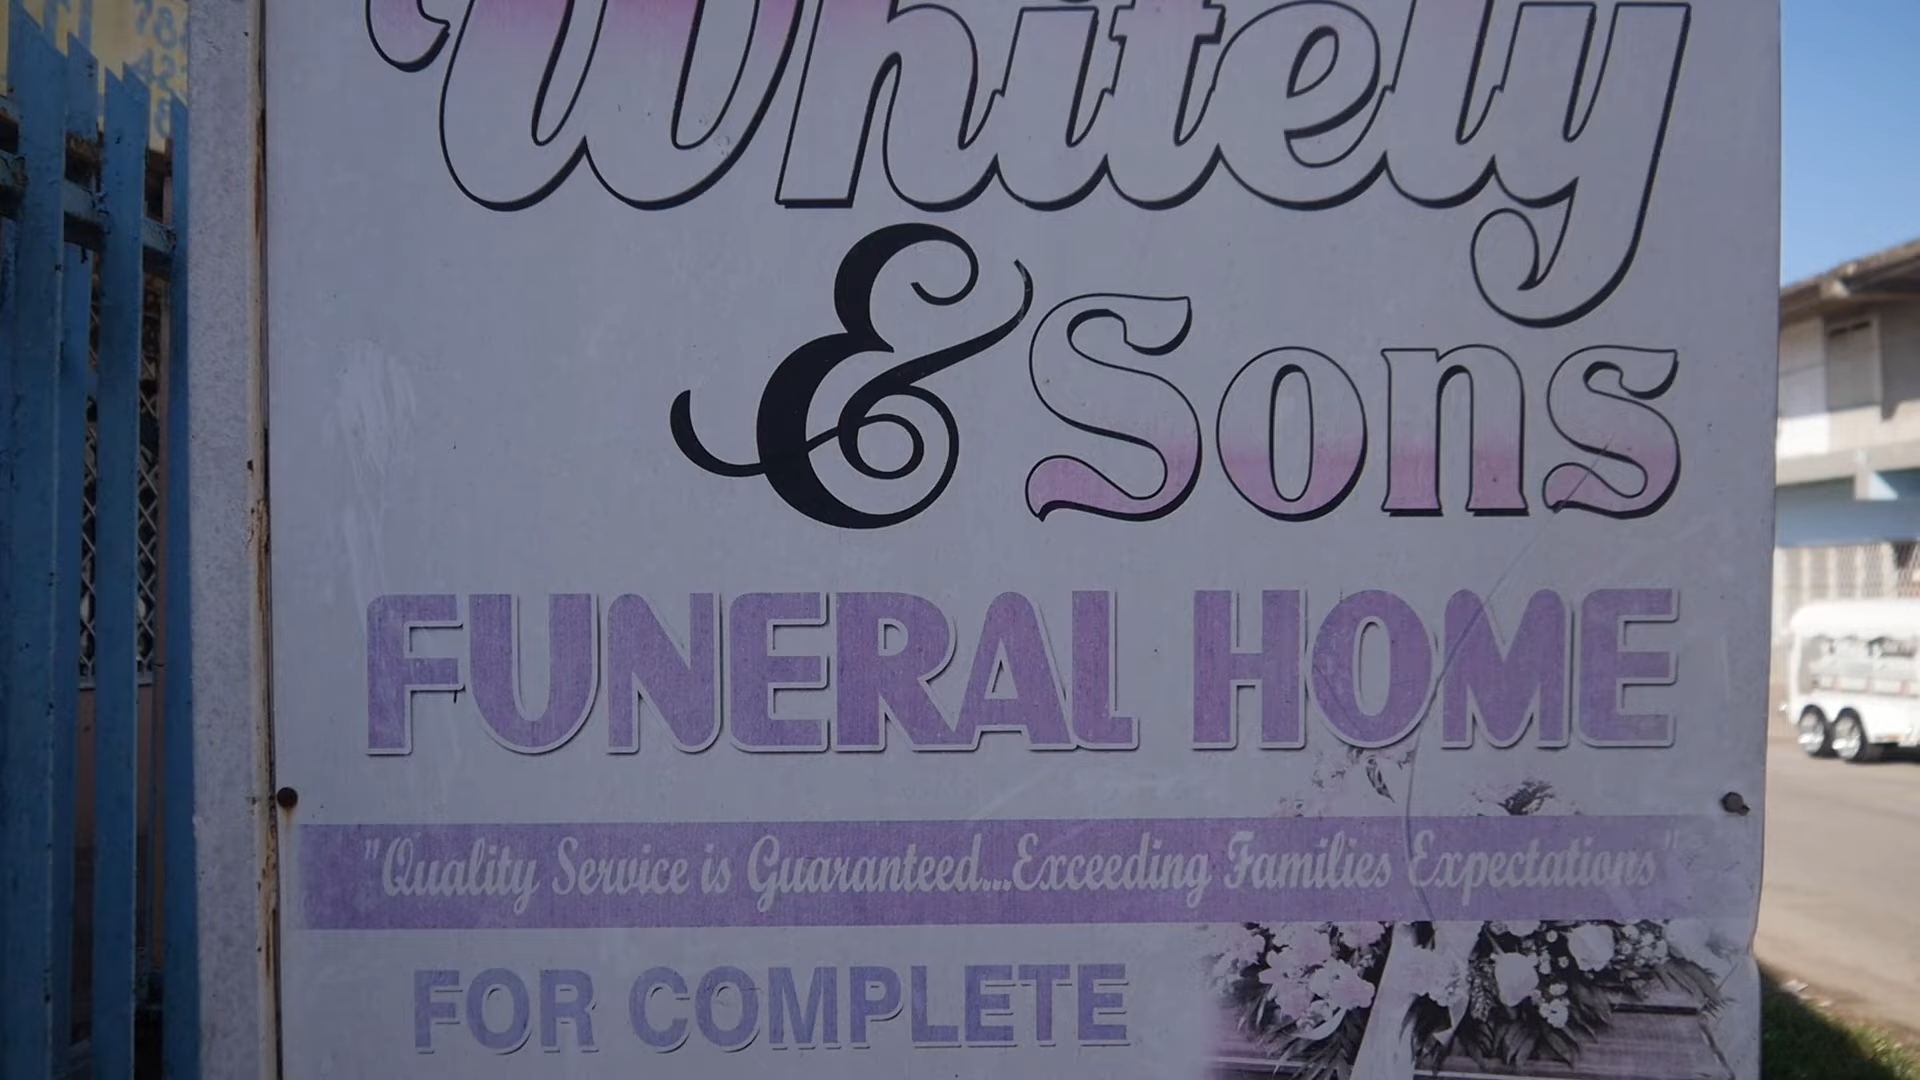 Whitely
& Sons
FUNERAL HOME
"Quality Service is Guaranteed...Exceeding Families Expectations"
FOR COMPLETE